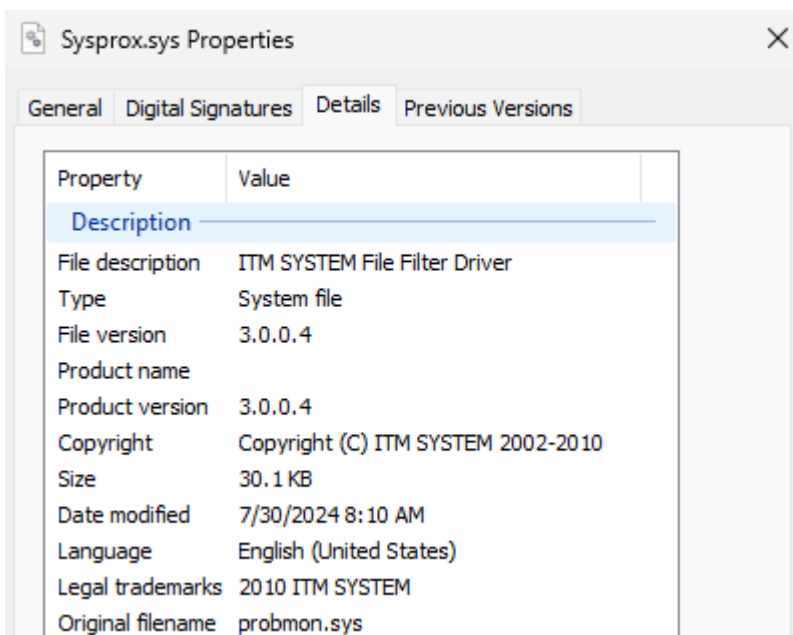 Sysprox.sys Properties
General Digital Signatures Details Previous Versions
Property Value
Description
File description ITM SYSTEM File Filter Driver
Type System file
File version 3.0.0.4
Product name
Product version 3.0.0.4
Copyright Copyright (C) ITM SYSTEM 2002-2010
Size 30.1 KB
Date modified 7/30/2024 8:10 AM
Language English (United States)
Legal trademarks 2010 ITM SYSTEM
Original filename probmon.sys